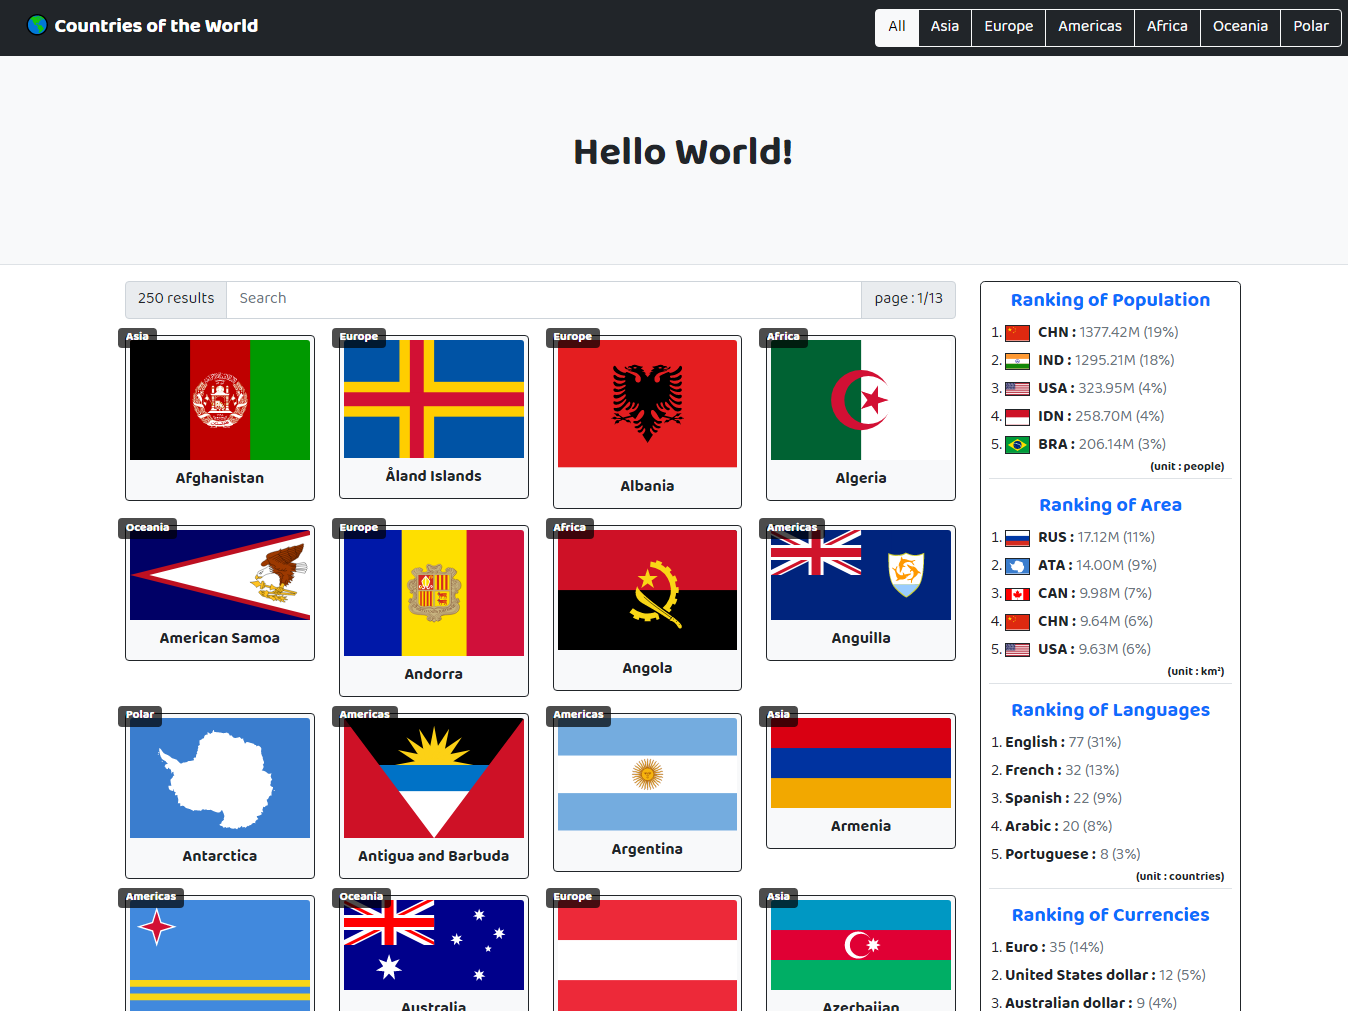 Countries of the World
All Asia Europe Americas Africa Oceania Polar
Hello World!
250 results Search page : 1/13
Asia Europe Europe Africa
Afghanistan Åland Islands Albania Algeria
Oceania Europe Africa Americas
American Samoa Andorra Angola Anguilla
Polar Americas Americas Asia
Antarctica Antigua and Barbuda Argentina Armenia
Americas Oceania Europe Asia
Australia Azerbaijan
Ranking of Population
1. CHN : 1377.42M (19%)
2. IND : 1295.21M (18%)
3. USA : 323.95M (4%)
4. IDN : 258.70M (4%)
5. BRA : 206.14M (3%)
(unit : people)
Ranking of Area
1. RUS : 17.12M (11%)
2. ATA : 14.00M (9%)
3. CAN : 9.98M (7%)
4. CHN : 9.64M (6%)
5. USA : 9.63M (6%)
(unit : km²)
Ranking of Languages
1. English : 77 (31%)
2. French : 32 (13%)
3. Spanish : 22 (9%)
4. Arabic : 20 (8%)
5. Portuguese : 8 (3%)
(unit : countries)
Ranking of Currencies
1. Euro : 35 (14%)
2. United States dollar : 12 (5%)
3. Australian dollar : 9 (4%)